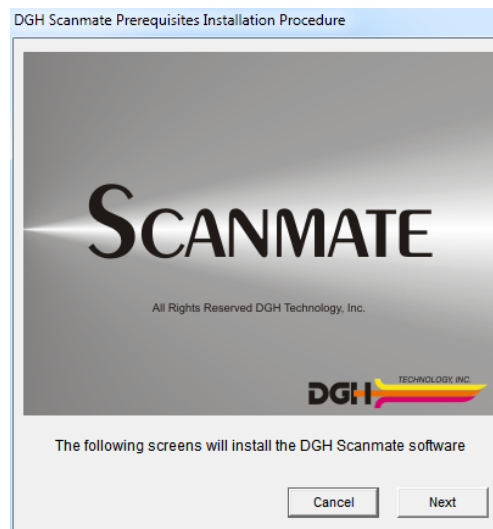 DGH Scanmate Prerequisites Installation Procedure
SCANMATE
All Rights Reserved DGH Technology, Inc.
TECHNOLOGY, INC.
DGH
The following screens will install the DGH Scanmate software
Cancel Next